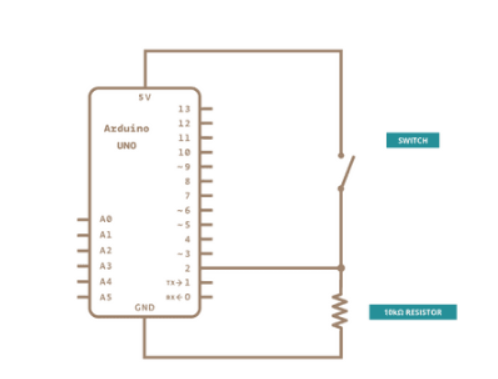 5V
Arduino
UNO
13
12
11
10
~9
8
7
~6
~5
4
~3
2
TX→1
RX←0
A0
A1
A2
A3
A4
A5
GND
SWITCH
10kΩ RESISTOR